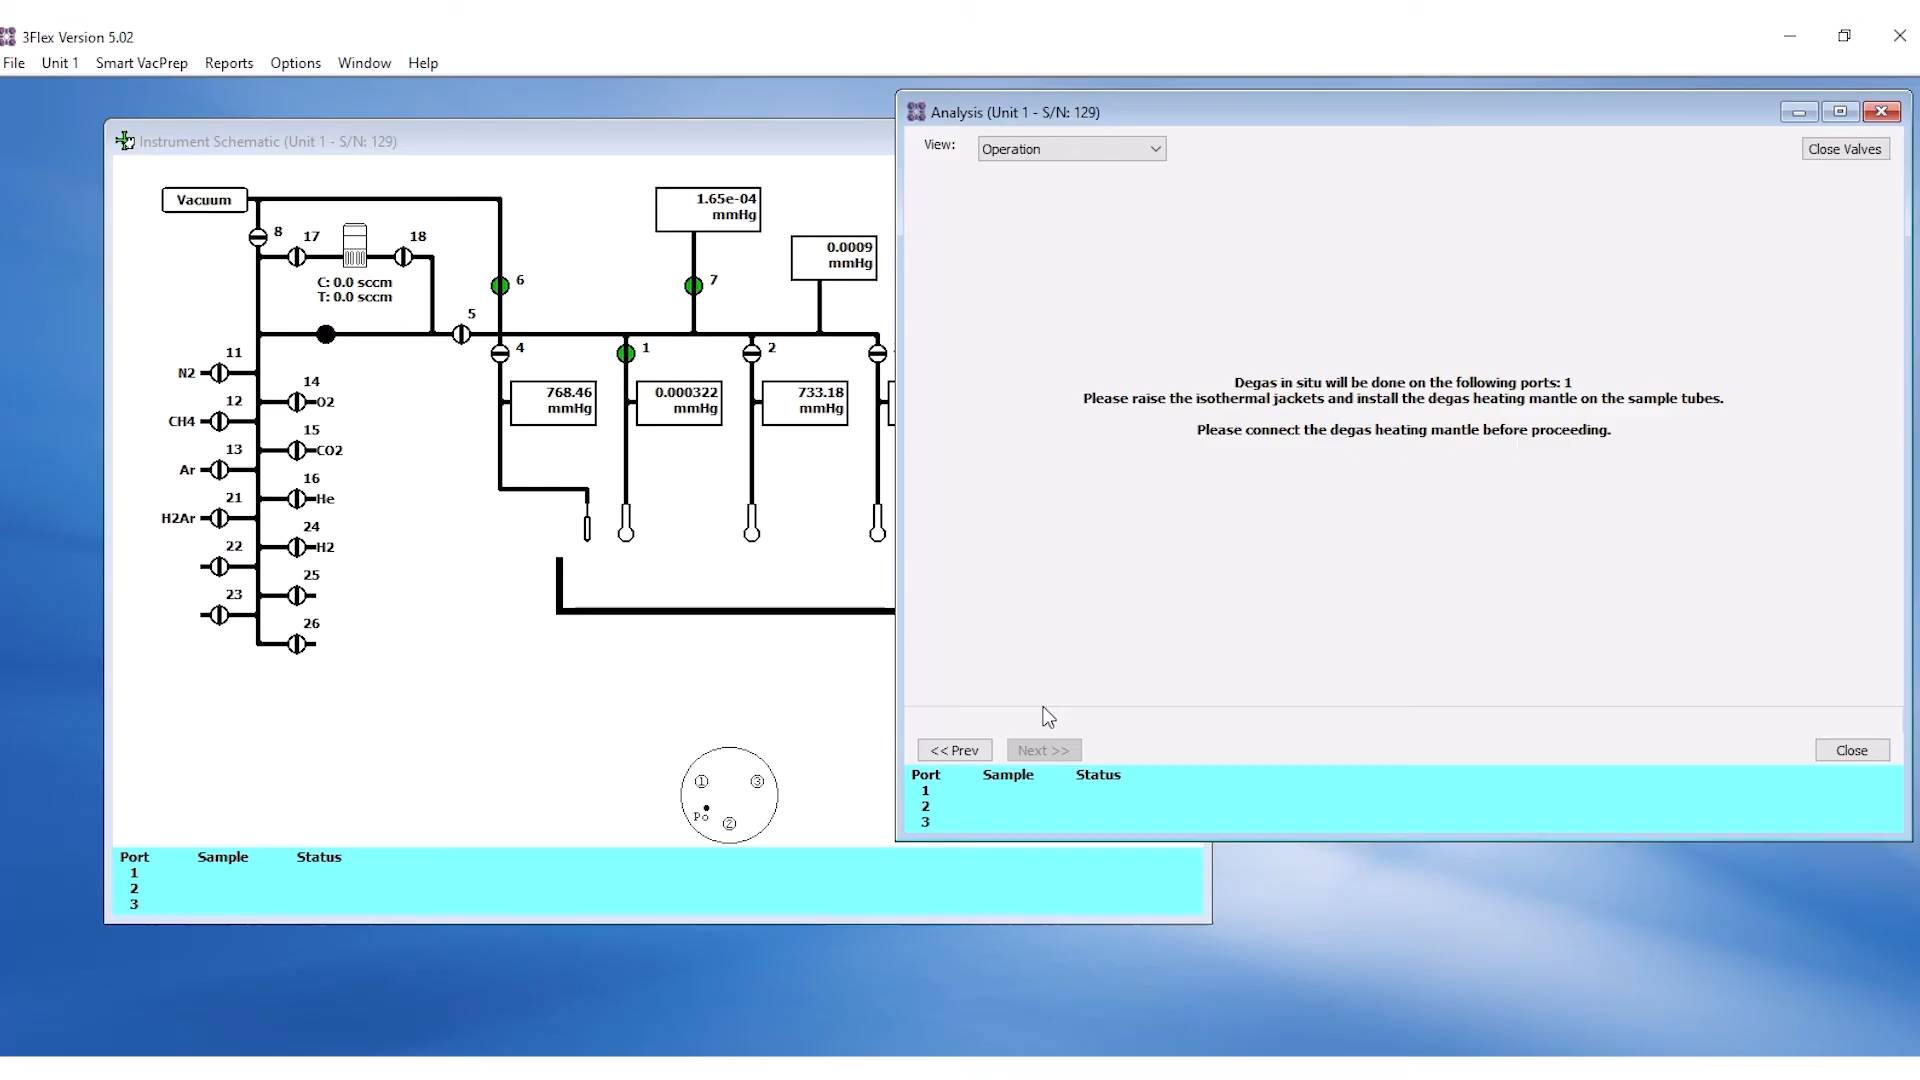 3Flex Version 5.02
File Unit 1 Smart VacPrep Reports Options Window Help
Instrument Schematic (Unit 1 - S/N: 129)
Vacuum
8
17
18
C: 0.0 sccm
T: 0.0 sccm
6
1.65e-04
mmHg
7
0.0009
mmHg
5
4
1
2
768.46
mmHg
0.000322
mmHg
733.18
mmHg
11
N2
14
O2
12
CH4
15
CO2
13
Ar
16
He
21
H2Ar
24
H2
22
25
23
26
1
3
Po
2
Port Sample Status
1
2
3
Analysis (Unit 1 - S/N: 129)
View: Operation
Close Valves
Degas in situ will be done on the following ports: 1
Please raise the isothermal jackets and install the degas heating mantle on the sample tubes.
Please connect the degas heating mantle before proceeding.
<< Prev Next >> Close
Port Sample Status
1
2
3